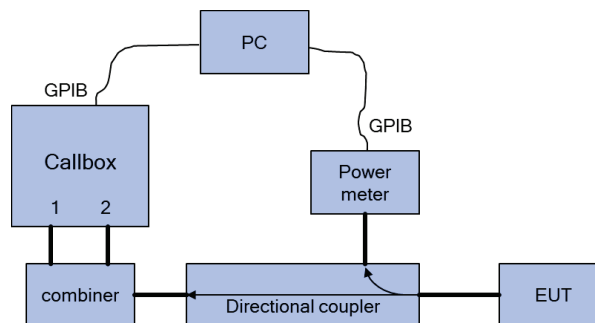 PC
GPIB
GPIB
Callbox
1 2
Power
meter
combiner
Directional coupler
EUT